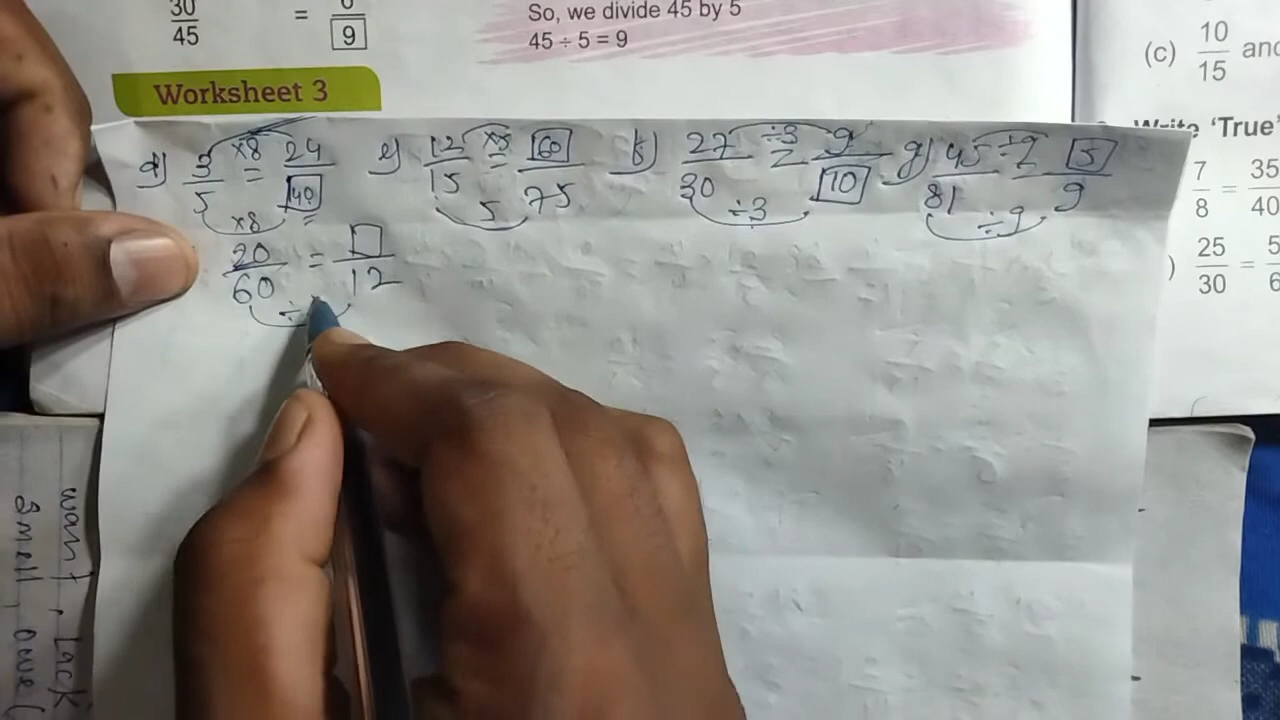 30/45 = 6/9
So, we divide 45 by 5
45 ÷ 5 = 9
Worksheet 3
(c) 10/15 and
Write 'True'
7/8 = 35/40
25/30 = 5/6
d) 3/5 ×8 = 24/40 ×8
e) 12/15 ×5 = 60/75 5
f) 27/30 ÷3 = 9/10 ÷3
g) 45/81 ÷9 = 5/9 ÷9
20/60 = □/12 ÷
want, Lack
smell, owe (